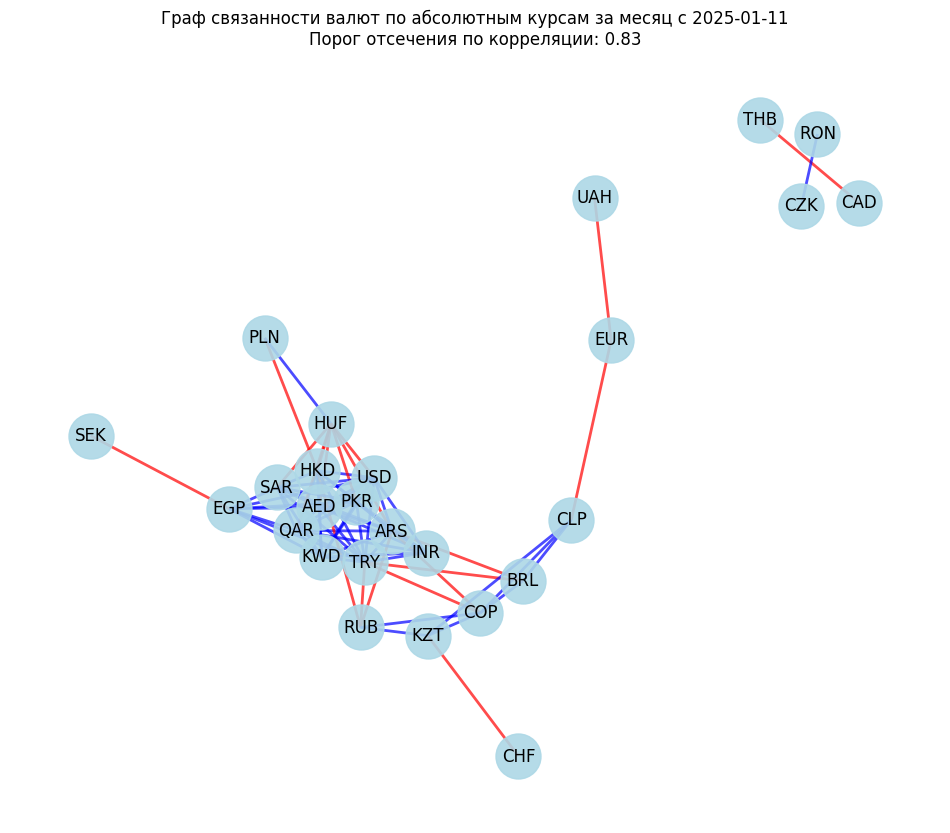 Граф связанности валют по абсолютным курсам за месяц с 2025-01-11
Порог отсечения по корреляции: 0.83
THB
RON
UAH
CZK
CAD
PLN
EUR
HUF
SEK
HKD
USD
SAR
PKR
EGP
AED
CLP
QAR
ARS
INR
KWD
TRY
BRL
COP
RUB
KZT
CHF